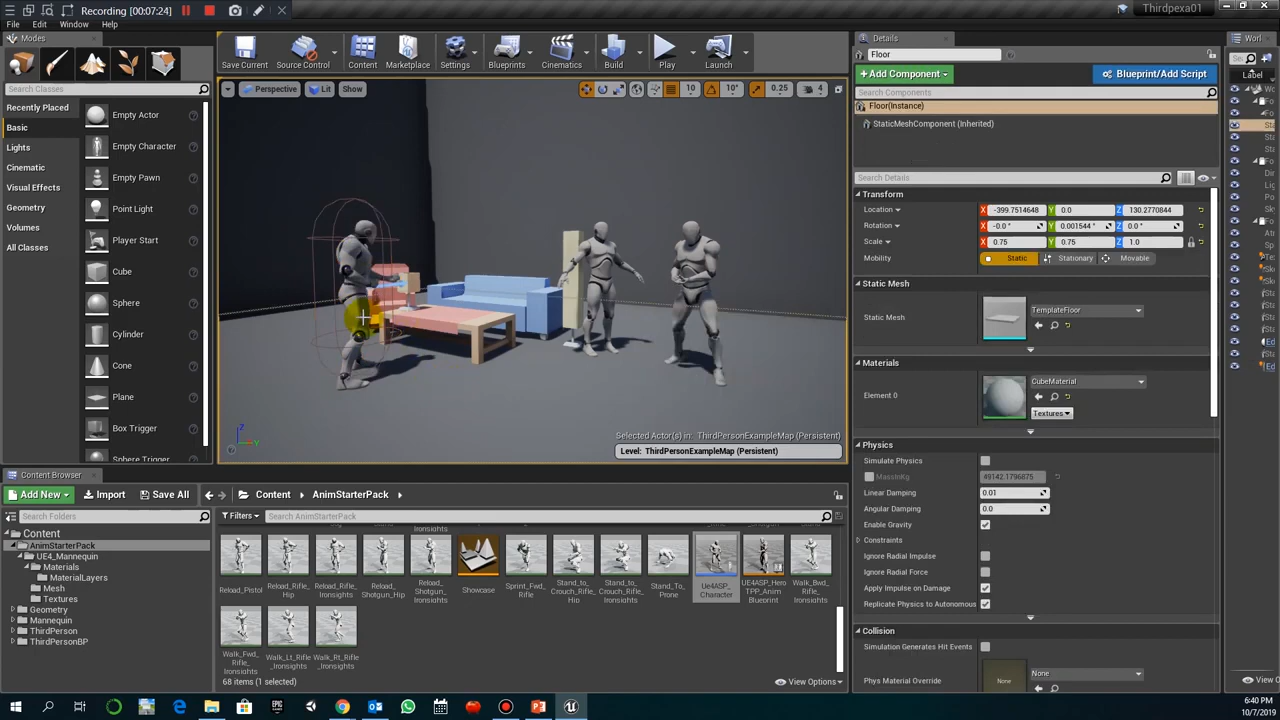 Recording [00:07:24]
Thirdpexa01
File Edit Window Help
Modes
Search Classes
Recently Placed
Basic
Lights
Cinematic
Visual Effects
Geometry
Volumes
All Classes
Empty Actor
Empty Character
Empty Pawn
Point Light
Player Start
Cube
Sphere
Cylinder
Cone
Plane
Box Trigger
Sphere Trigger
Save Current
Source Control
Content
Marketplace
Settings
Blueprints
Cinematics
Build
Play
Launch
Perspective
Lit
Show
10
10°
0.25
4
Selected Actor(s) in: ThirdPersonExampleMap (Persistent)
Level: ThirdPersonExampleMap (Persistent)
Details
Floor
+Add Component
Blueprint/Add Script
Search Components
Floor(Instance)
StaticMeshComponent (Inherited)
Search Details
Transform
Location X -399.7514648 Y 0.0 Z 130.2770844
Rotation X -0.0 ° Y 0.001544 ° Z 0.0 °
Scale X 0.75 Y 0.75 Z 1.0
Mobility Static Stationary Movable
Static Mesh
Static Mesh
TemplateFloor
Materials
Element 0
CubeMaterial
Textures
Physics
Simulate Physics
MassInKg 49142.1796875
Linear Damping 0.01
Angular Damping 0.0
Enable Gravity
Constraints
Ignore Radial Impulse
Ignore Radial Force
Apply Impulse on Damage
Replicate Physics to Autonomous
Collision
Simulation Generates Hit Events
Phys Material Override
None
None
Worl
Label
View O
Content Browser
Add New
Import
Save All
Content
AnimStarterPack
Search Folders
Filters
Search AnimStarterPack
Content
AnimStarterPack
UE4_Mannequin
Materials
MaterialLayers
Mesh
Textures
Geometry
Mannequin
ThirdPerson
ThirdPersonBP
Reload_Pistol
Reload_Rifle_Hip
Reload_Rifle_Ironsights
Reload_Shotgun_Hip
Reload_Shotgun_Ironsights
Showcase
Sprint_Fwd_Rifle
Stand_to_Crouch_Rifle_Hip
Stand_to_Crouch_Rifle_Ironsights
Stand_To_Prone
Ue4ASP_Character
UE4ASP_HeroTPP_AnimBlueprint
Walk_Bwd_Rifle_Ironsights
Walk_Fwd_Rifle_Ironsights
Walk_Lt_Rifle_Ironsights
Walk_Rt_Rifle_Ironsights
68 items (1 selected)
View Options
6:40 PM
10/7/2019